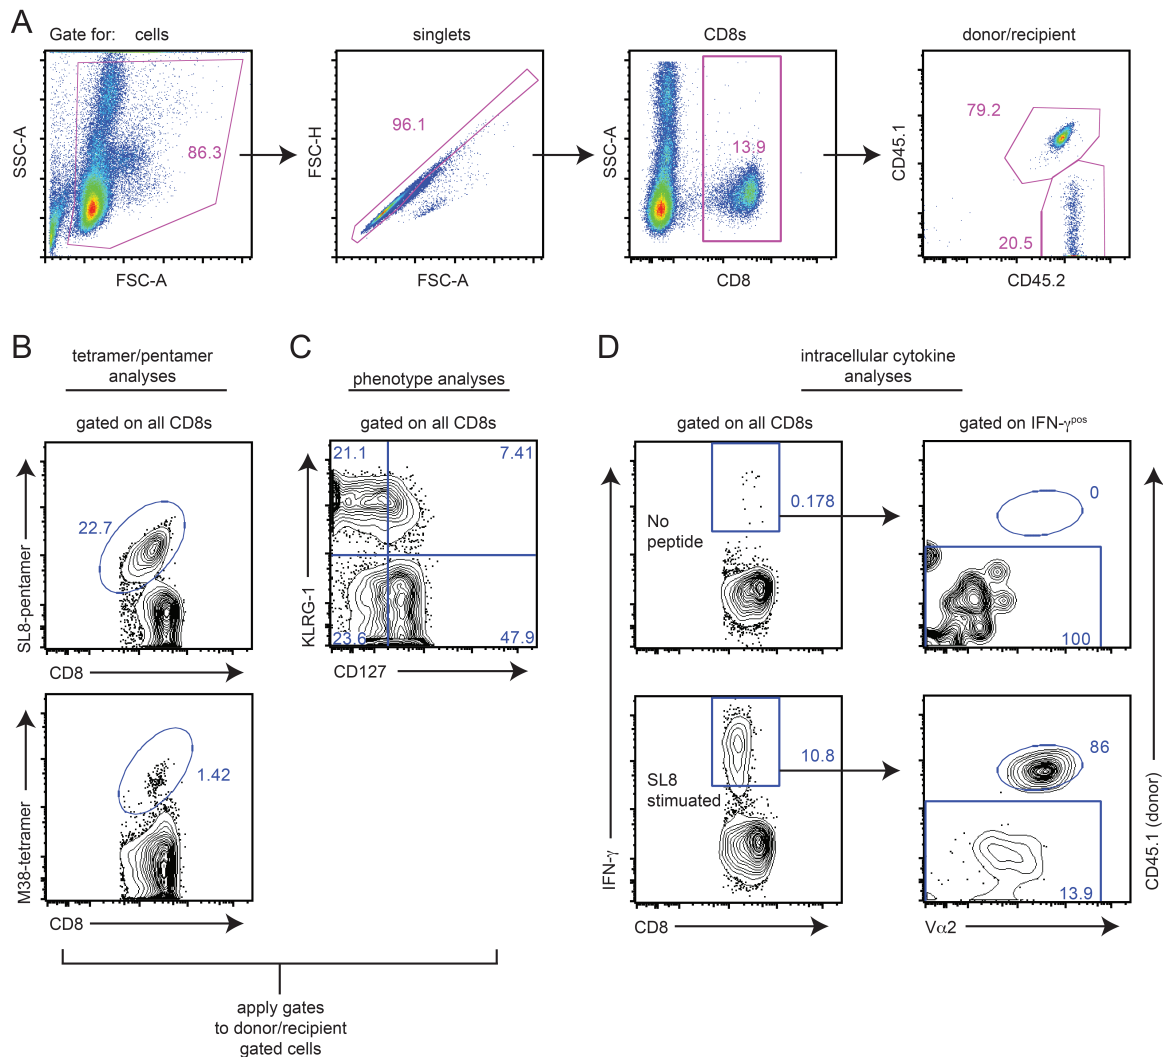 A
Gate for: cells
singlets
CD8s
donor/recipient
SSC-A
86.3
FSC-A
FSC-H
96.1
FSC-A
SSC-A
13.9
CD8
CD45.1
79.2
20.5
CD45.2
B
tetramer/pentamer
analyses
gated on all CD8s
SL8-pentamer
22.7
CD8
M38-tetramer
1.42
CD8
C
phenotype analyses
gated on all CD8s
KLRG-1
21.1
7.41
23.6
47.9
CD127
apply gates
to donor/recipient
gated cells
D
intracellular cytokine
analyses
gated on all CD8s
gated on IFN-γpos
No
peptide
0.178
0
100
SL8
stimuated
10.8
86
13.9
IFN-γ
CD8
Vα2
CD45.1 (donor)